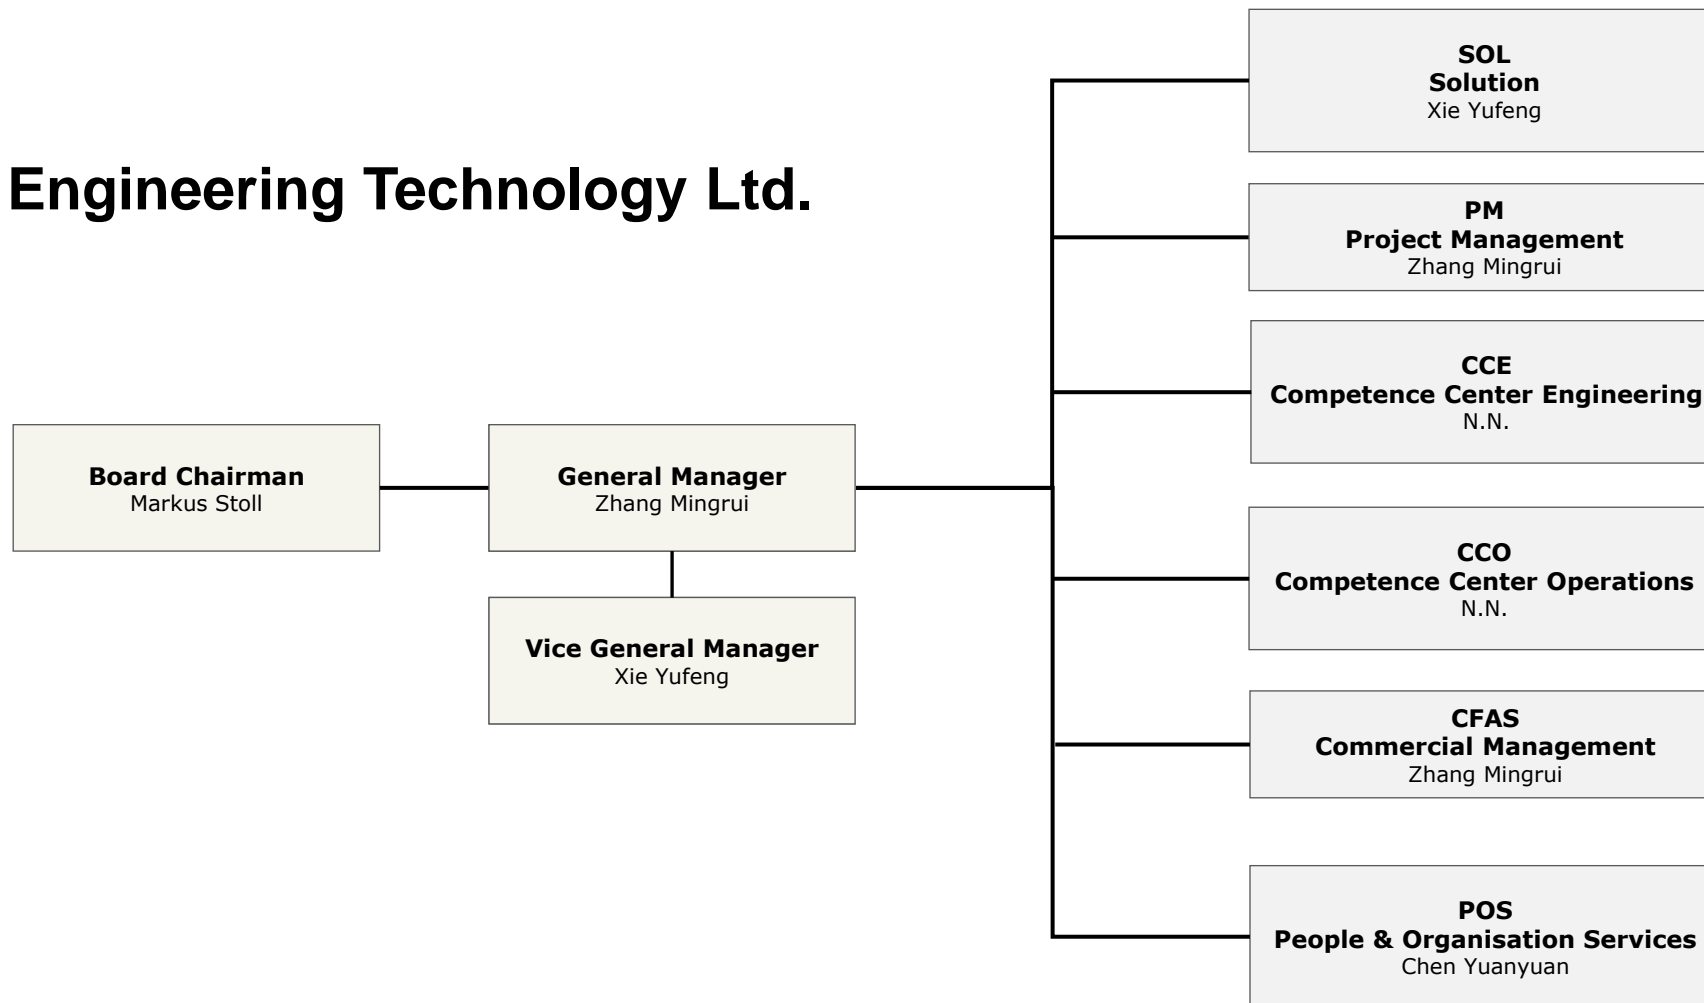 Engineering Technology Ltd.
Board Chairman
Markus Stoll
General Manager
Zhang Mingrui
Vice General Manager
Xie Yufeng
SOL
Solution
Xie Yufeng
PM
Project Management
Zhang Mingrui
CCE
Competence Center Engineering
N.N.
CCO
Competence Center Operations
N.N.
CFAS
Commercial Management
Zhang Mingrui
POS
People & Organisation Services
Chen Yuanyuan